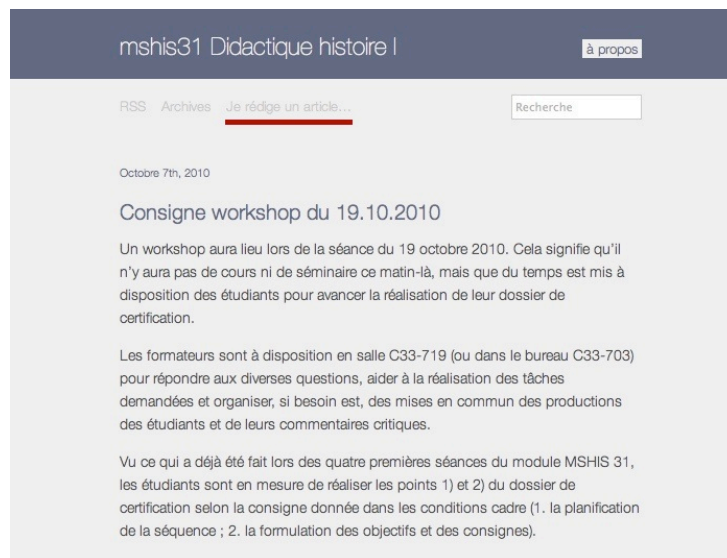 mshis31 Didactique histoire I
à propos
RSS Archives Je rédige un article...
Recherche
Octobre 7th, 2010
Consigne workshop du 19.10.2010
Un workshop aura lieu lors de la séance du 19 octobre 2010. Cela signifie qu'il
n'y aura pas de cours ni de séminaire ce matin-là, mais que du temps est mis à
disposition des étudiants pour avancer la réalisation de leur dossier de
certification.
Les formateurs sont à disposition en salle C33-719 (ou dans le bureau C33-703)
pour répondre aux diverses questions, aider à la réalisation des tâches
demandées et organiser, si besoin est, des mises en commun des productions
des étudiants et de leurs commentaires critiques.
Vu ce qui a déjà été fait lors des quatre premières séances du module MSHIS 31,
les étudiants sont en mesure de réaliser les points 1) et 2) du dossier de
certification selon la consigne donnée dans les conditions cadre (1. la planification
de la séquence ; 2. la formulation des objectifs et des consignes).